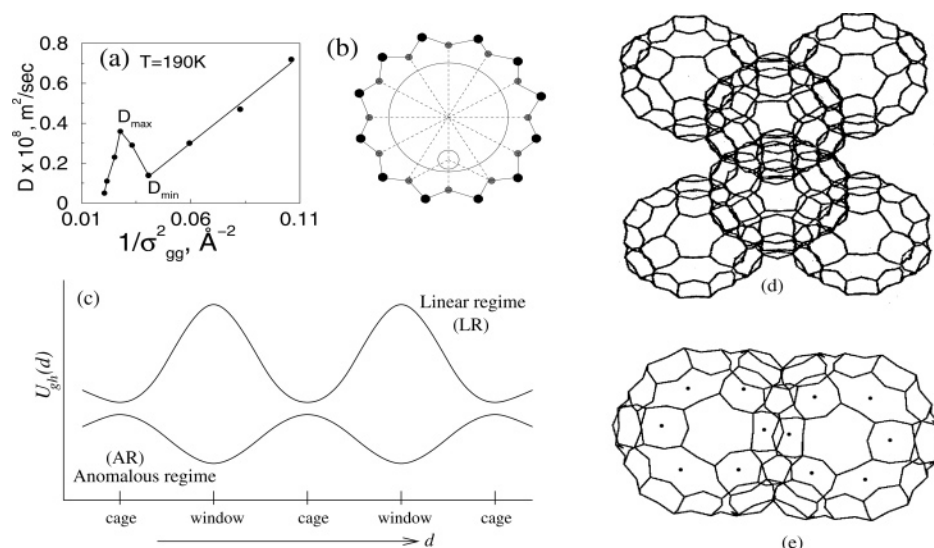 (a)
T=190K
D x 10⁸, m²/sec
0.8
0.6
0.4
0.2
0
D_max
D_min
0.01 0.06 0.11
1/σ²_gg, Å⁻²
(b)
(d)
(c)
Linear regime
(LR)
U_gh(d)
(AR)
Anomalous regime
cage window cage window cage
d
(e)